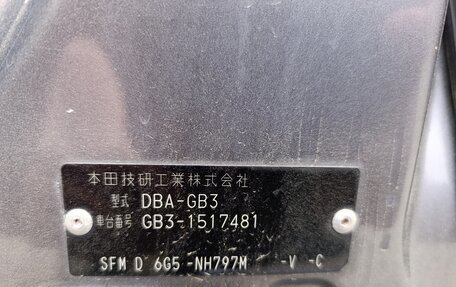 本田技研工業株式会社
型式 DBA-GB3
車台番号 GB3-1517481
SFM D 6G5 -NH797M -V -C